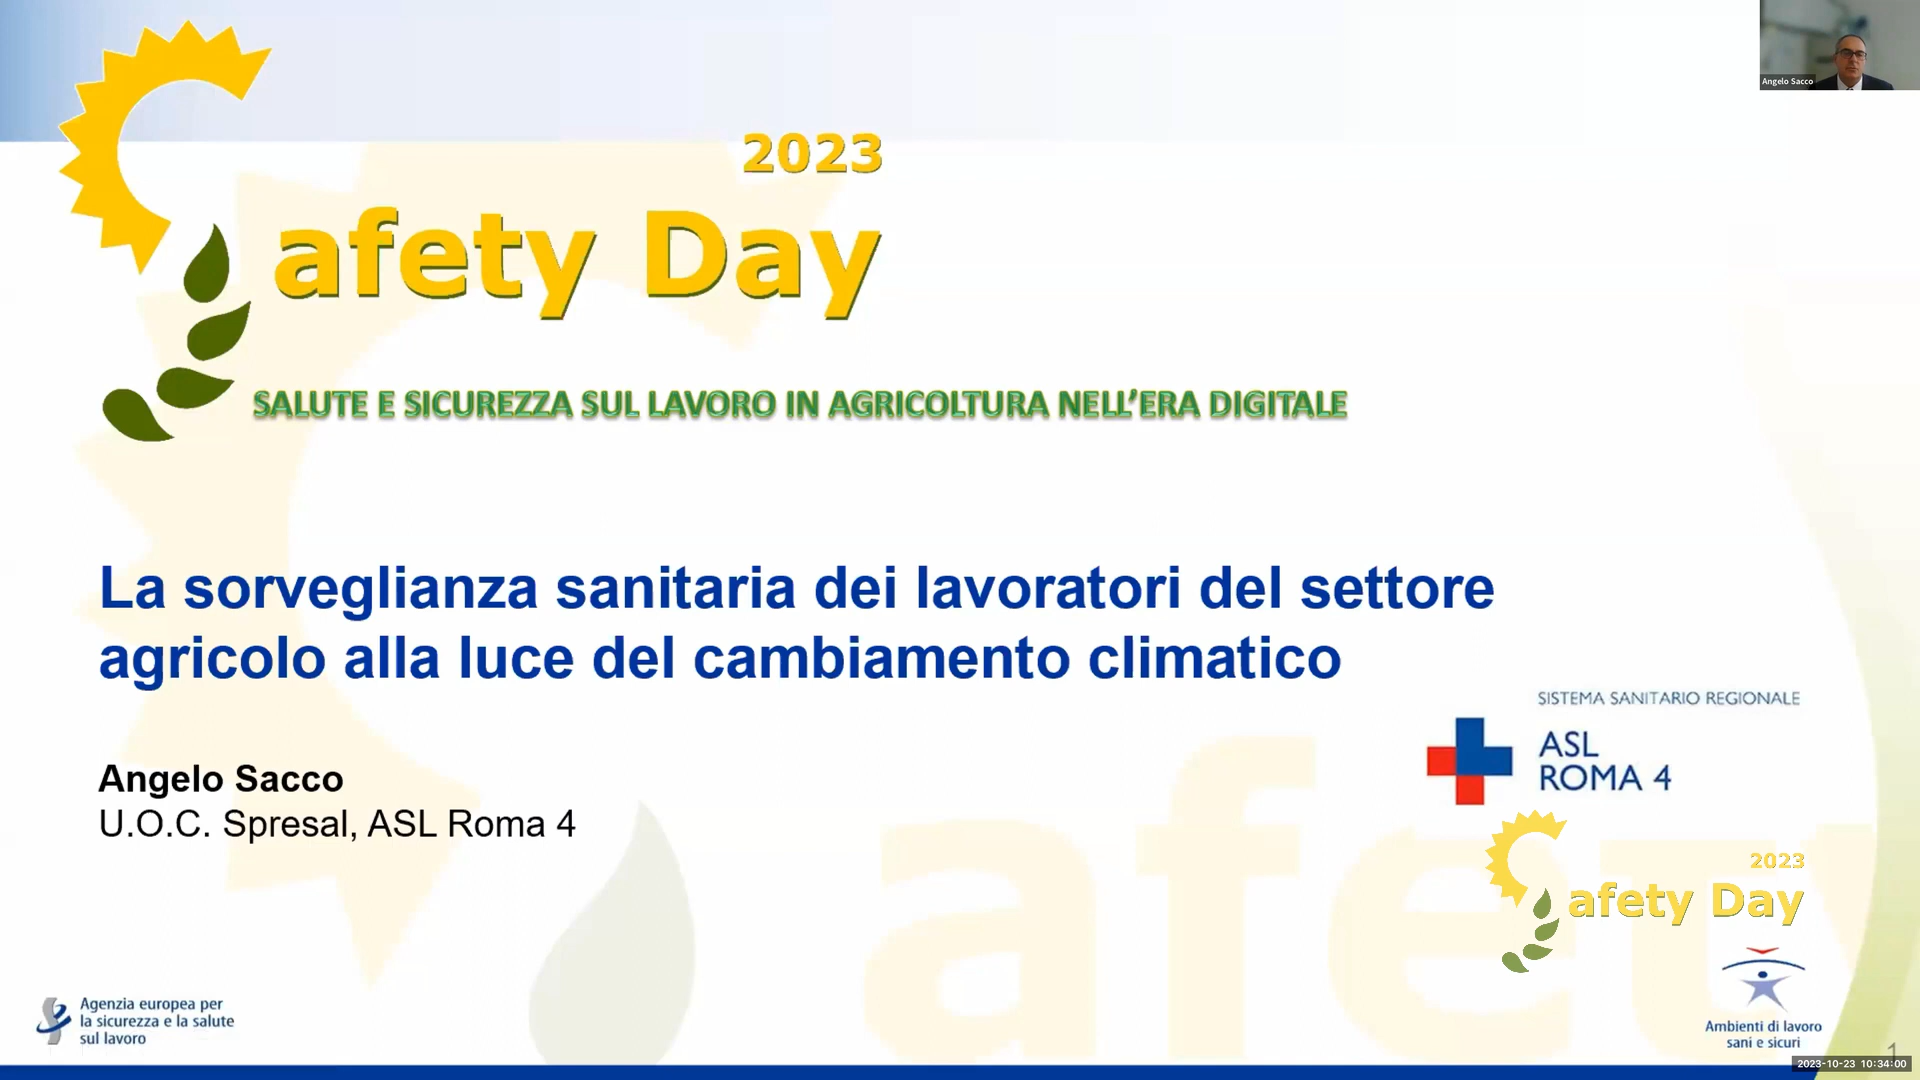 Angelo Sacco
2023
afety Day
SALUTE E SICUREZZA SUL LAVORO IN AGRICOLTURA NELL'ERA DIGITALE
La sorveglianza sanitaria dei lavoratori del settore
agricolo alla luce del cambiamento climatico
SISTEMA SANITARIO REGIONALE
ASL
ROMA 4
Angelo Sacco
U.O.C. Spresal, ASL Roma 4
afety
2023
afety Day
Agenzia europea per
la sicurezza e la salute
sul lavoro
Ambienti di lavoro
sani e sicuri
1
2023-10-23 10:34:00